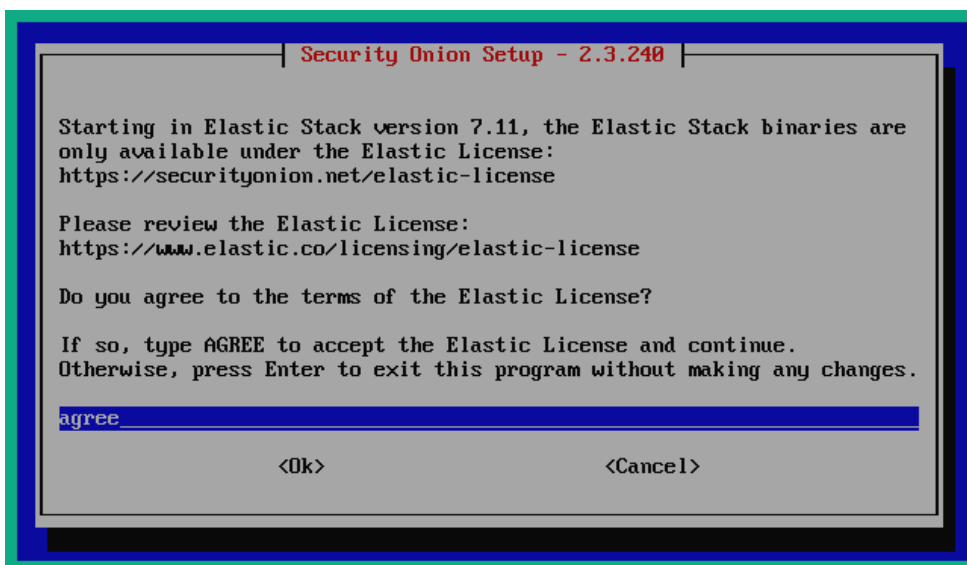 Security Onion Setup - 2.3.240
Starting in Elastic Stack version 7.11, the Elastic Stack binaries are
only available under the Elastic License:
https://securityonion.net/elastic-license
Please review the Elastic License:
https://www.elastic.co/licensing/elastic-license
Do you agree to the terms of the Elastic License?
If so, type AGREE to accept the Elastic License and continue.
Otherwise, press Enter to exit this program without making any changes.
agree
<Ok> <Cancel>